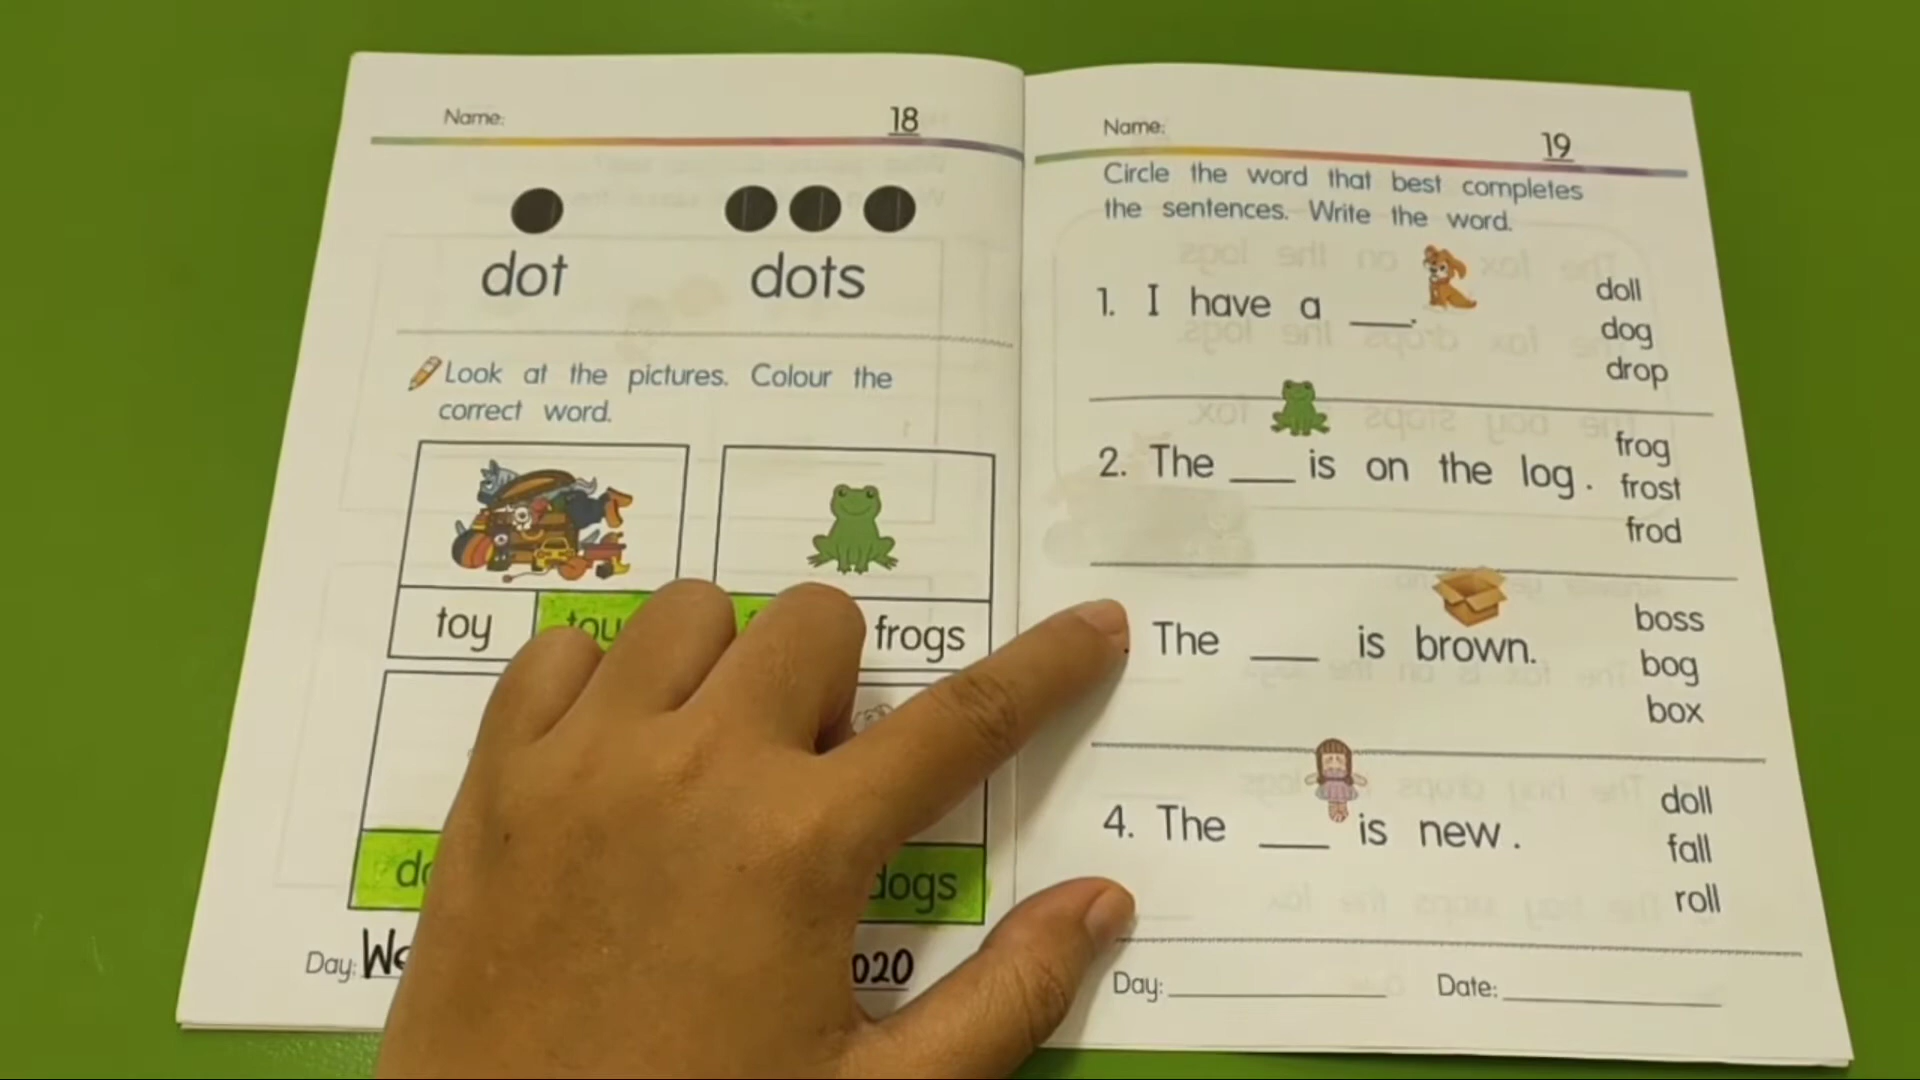 Name:
18
dot
dots
Look at the pictures. Colour the
correct word.
toy
frogs
dogs
Day:
020
Name:
19
Circle the word that best completes
the sentences. Write the word.
1. I have a ___.
doll
dog
drop
2. The ___ is on the log.
frog
frost
frod
The ___ is brown.
boss
bog
box
4. The ___ is new.
doll
fall
roll
Day:
Date: